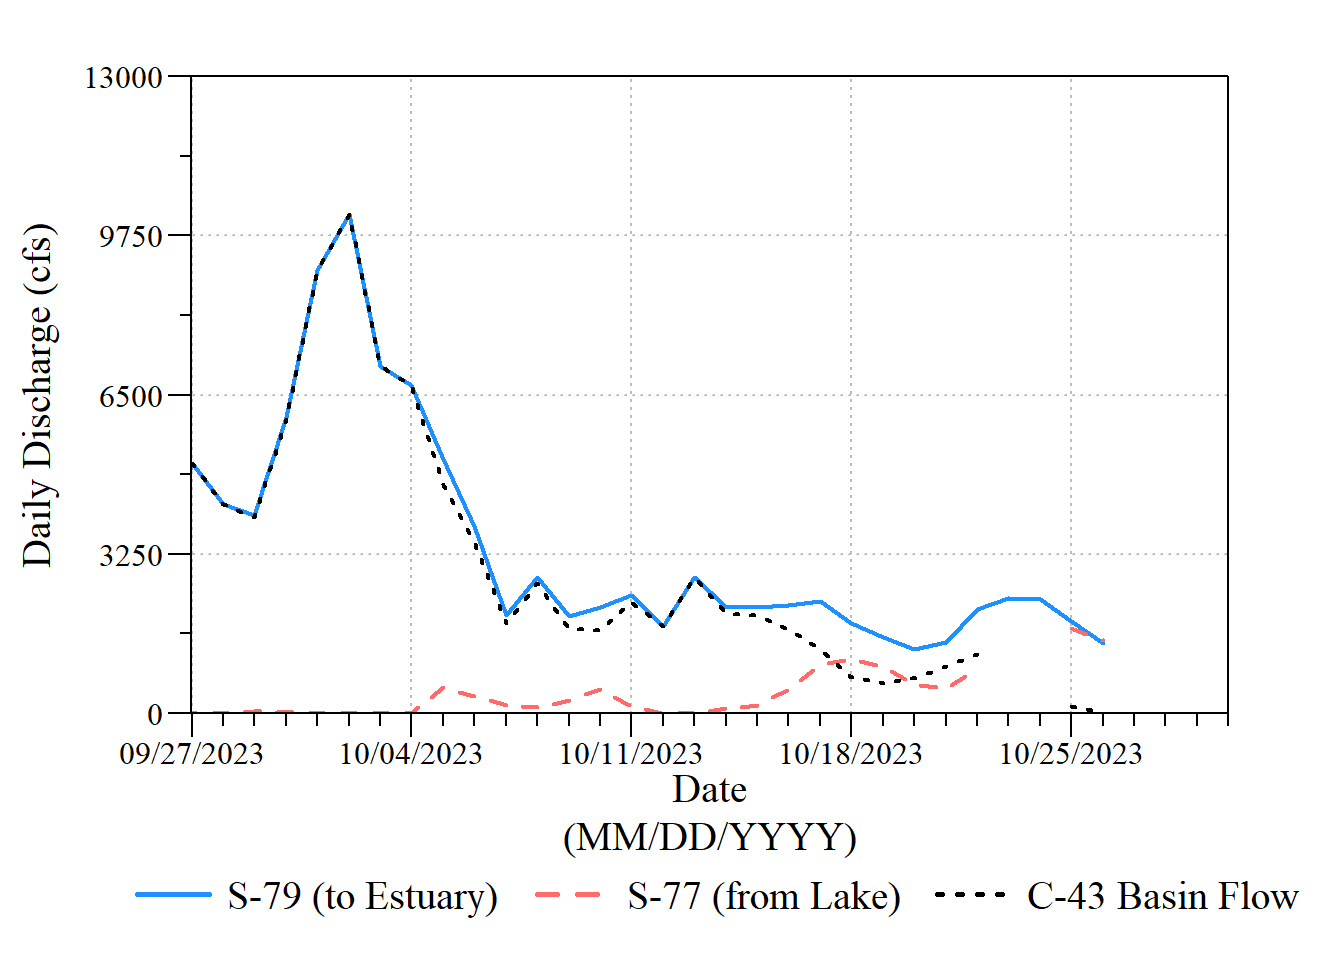 13000
9750
6500
3250
0
Daily Discharge (cfs)
09/27/2023 10/04/2023 10/11/2023 10/18/2023 10/25/2023
Date
(MM/DD/YYYY)
S-79 (to Estuary) S-77 (from Lake) C-43 Basin Flow